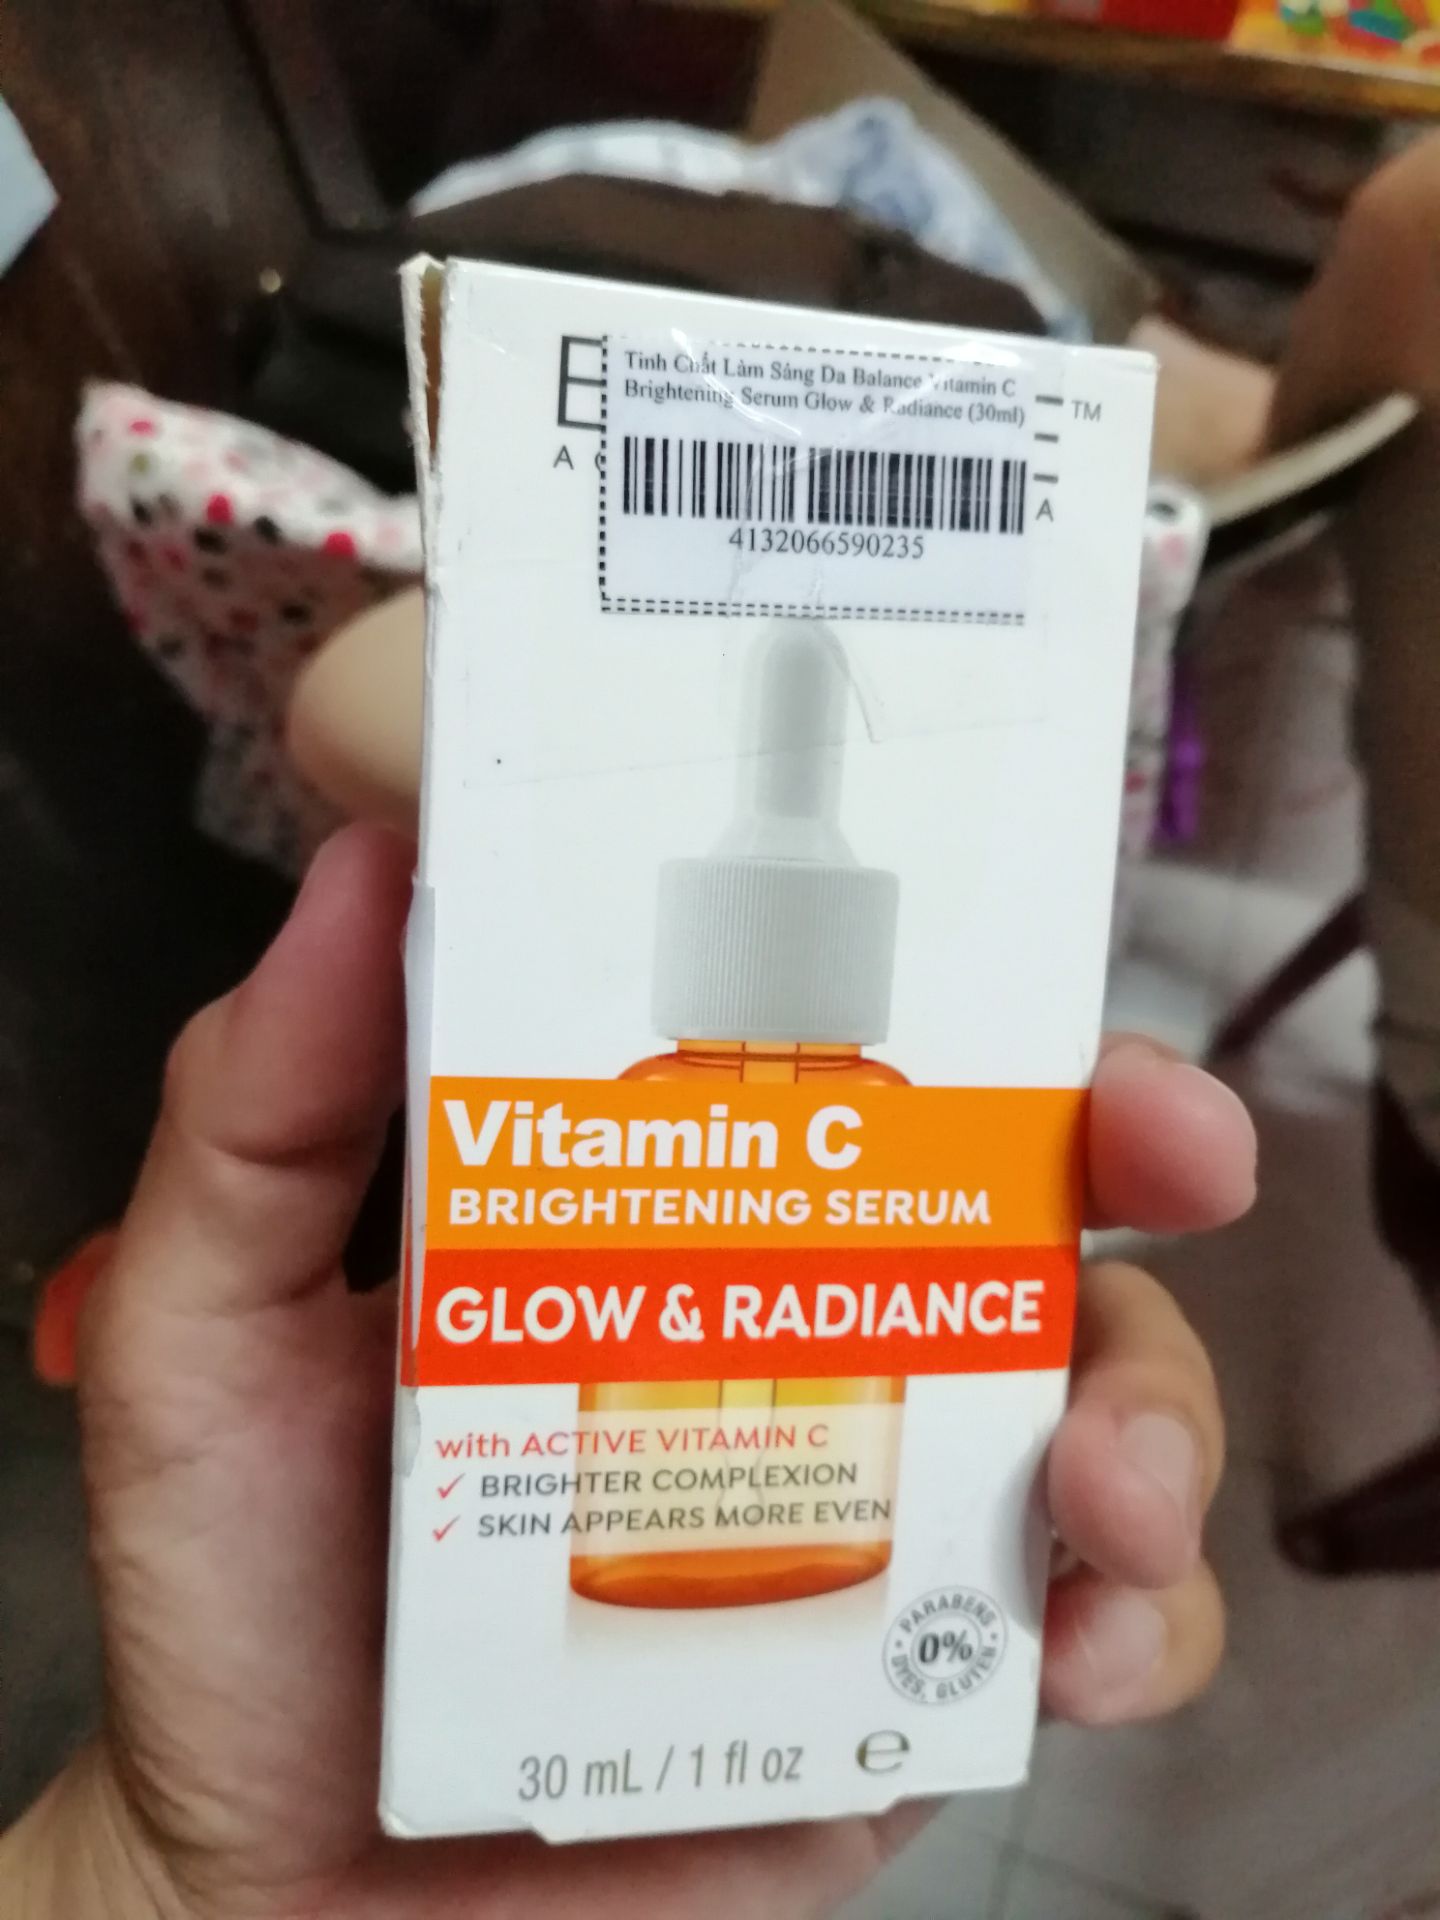 E
TM
A
A
Tinh Chất Làm Sáng Da Balance Vitamin C
Brightening Serum Glow & Radiance (30ml)
4132066590235
Vitamin C
BRIGHTENING SERUM
GLOW & RADIANCE
with ACTIVE VITAMIN C
✓ BRIGHTER COMPLEXION
✓ SKIN APPEARS MORE EVEN
PARABENS
0%
DYES, GLUTEN
30 mL / 1 fl oz ℮